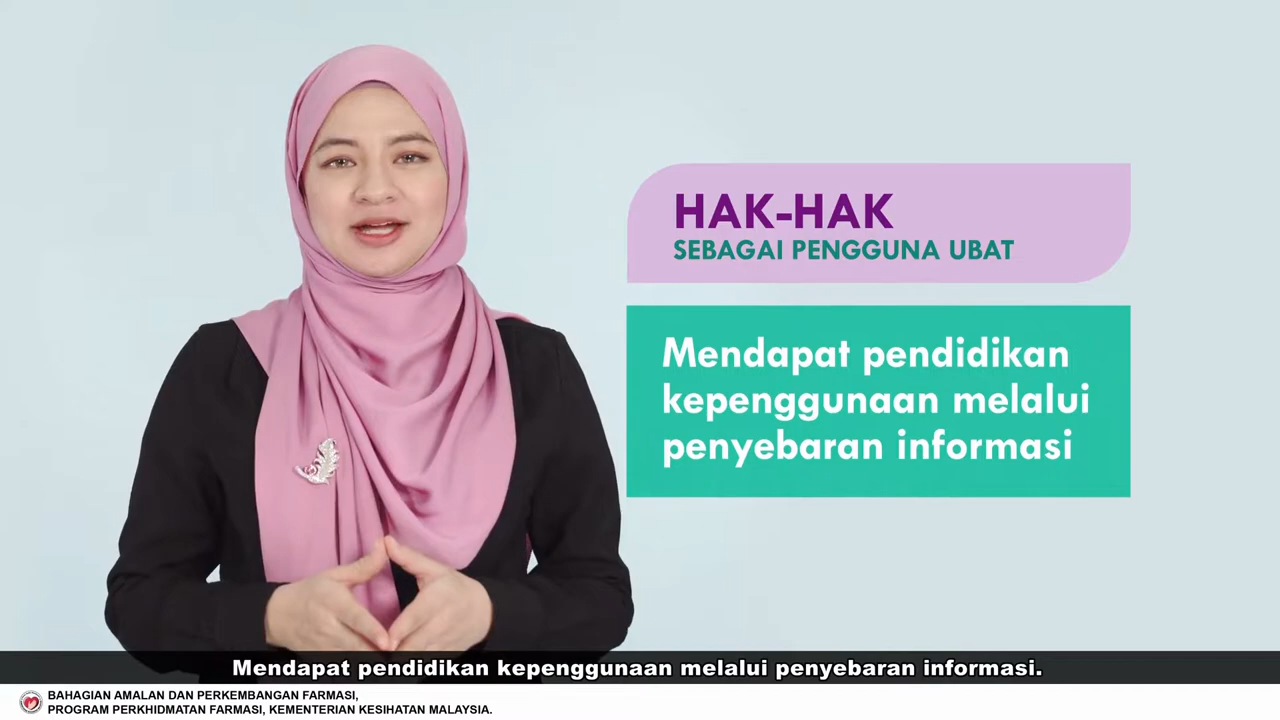 HAK-HAK
SEBAGAI PENGGUNA UBAT
Mendapat pendidikan
kepenggunaan melalui
penyebaran informasi
Mendapat pendidikan kepenggunaan melalui penyebaran informasi.
BAHAGIAN AMALAN DAN PERKEMBANGAN FARMASI,
PROGRAM PERKHIDMATAN FARMASI, KEMENTERIAN KESIHATAN MALAYSIA.